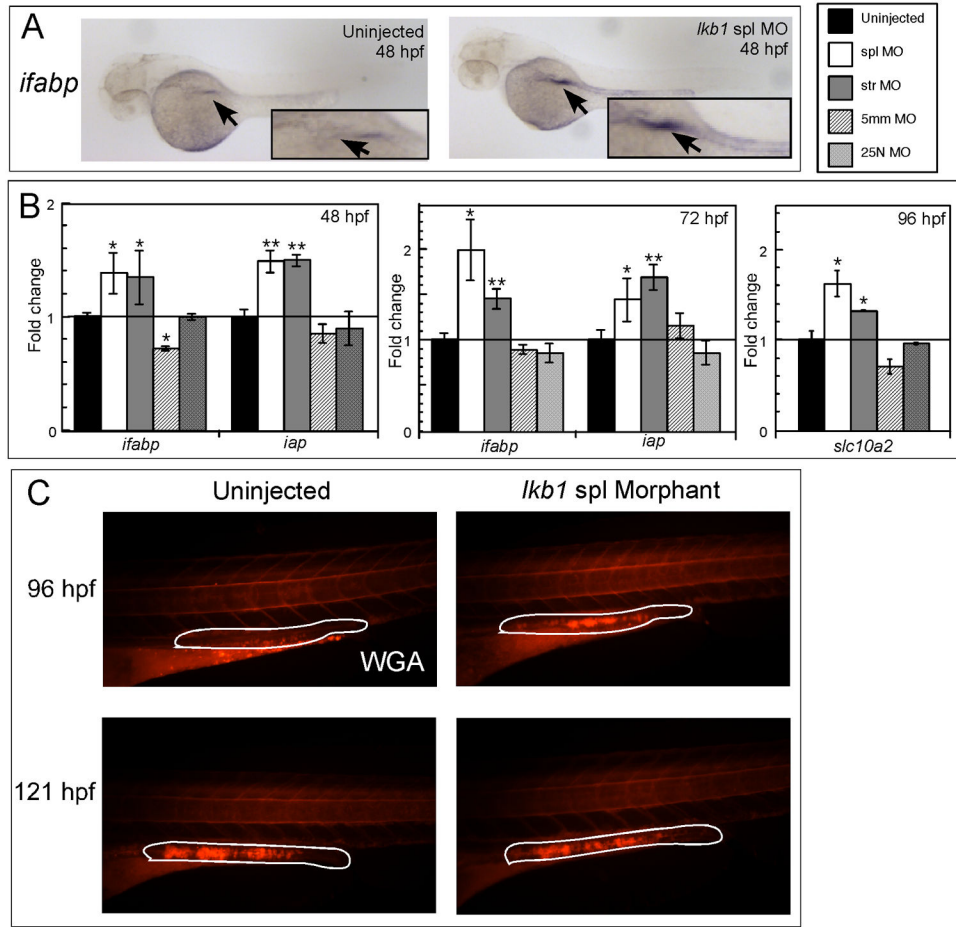 A
ifabp
Uninjected
48 hpf
lkb1 spl MO
48 hpf
Uninjected
spl MO
str MO
5mm MO
25N MO
B
Fold change
2
1
0
48 hpf
* * * ** **
ifabp
iap
Fold change
2
1
0
72 hpf
* ** * **
ifabp
iap
Fold change
2
1
0
96 hpf
* *
slc10a2
C
Uninjected
lkb1 spl Morphant
96 hpf
WGA
121 hpf